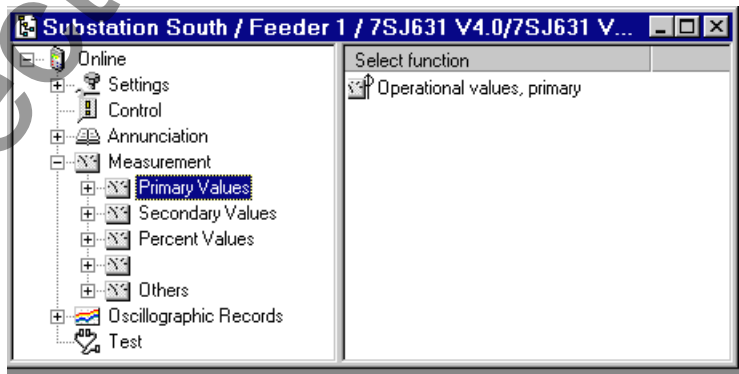 Substation South / Feeder 1 / 7SJ631 V4.0/7SJ631 V...
Online
Settings
Control
Annunciation
Measurement
Primary Values
Secondary Values
Percent Values
Others
Oscillographic Records
Test
Select function
Operational values, primary